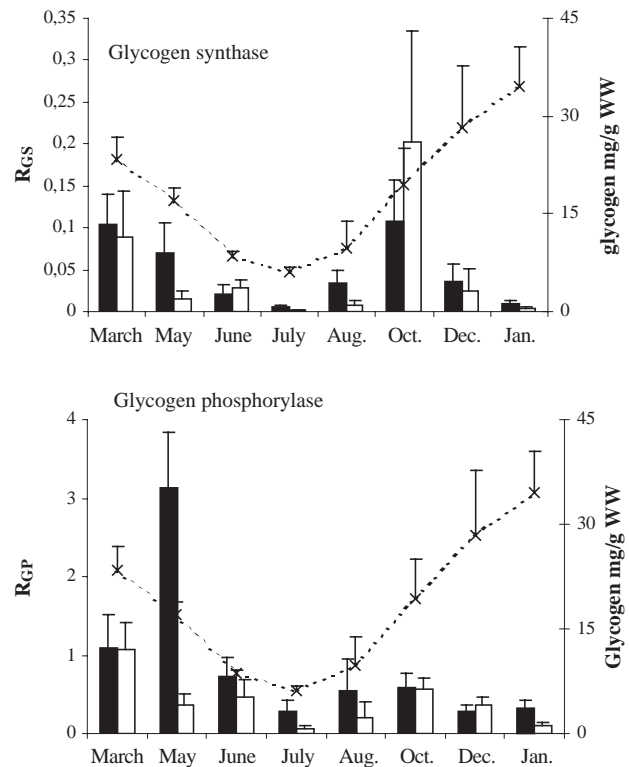 Glycogen synthase
0,35
0,3
0,25
0,2
0,15
0,1
0,05
0
RGS
45
30
15
0
glycogen mg/g WW
March May June July Aug. Oct. Dec. Jan.
Glycogen phosphorylase
4
3
2
1
0
RGP
45
30
15
0
Glycogen mg/g WW
March May June July Aug. Oct. Dec. Jan.